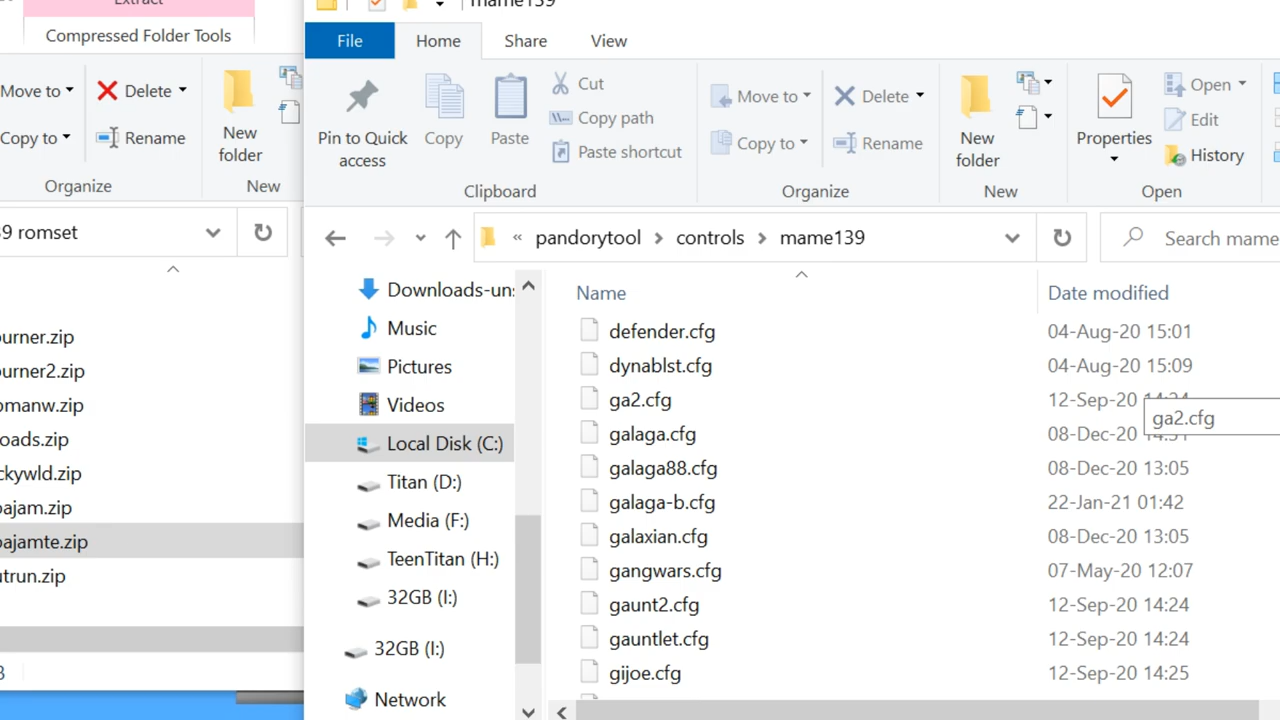 Extract
Compressed Folder Tools
Move to
Delete
Copy to
Rename
New
folder
Organize
New
9 romset
urner.zip
urner2.zip
omanw.zip
oads.zip
ckywld.zip
ajam.zip
ajamte.zip
trun.zip
mame139
File
Home
Share
View
Pin to Quick
access
Copy
Paste
Cut
Copy path
Paste shortcut
Clipboard
Move to
Copy to
Delete
Rename
Organize
New
folder
New
Properties
Open
Edit
History
Open
« pandorytool > controls > mame139
Search mame
Downloads-un
Music
Pictures
Videos
Local Disk (C:)
Titan (D:)
Media (F:)
TeenTitan (H:)
32GB (I:)
32GB (I:)
Network
Name Date modified
defender.cfg 04-Aug-20 15:01
dynablst.cfg 04-Aug-20 15:09
ga2.cfg 12-Sep-20 14:24
ga2.cfg
galaga.cfg 08-Dec-20 14:31
galaga88.cfg 08-Dec-20 13:05
galaga-b.cfg 22-Jan-21 01:42
galaxian.cfg 08-Dec-20 13:05
gangwars.cfg 07-May-20 12:07
gaunt2.cfg 12-Sep-20 14:24
gauntlet.cfg 12-Sep-20 14:24
gijoe.cfg 12-Sep-20 14:25